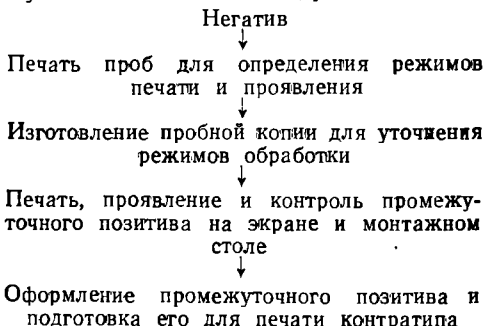 Негатив
Печать проб для определения режимов
печати и проявления
Изготовление пробной копии для уточнения
режимов обработки
Печать, проявление и контроль промежу-
точного позитива на экране и монтажном
столе
Оформление промежуточного позитива и
подготовка его для печати контратипа